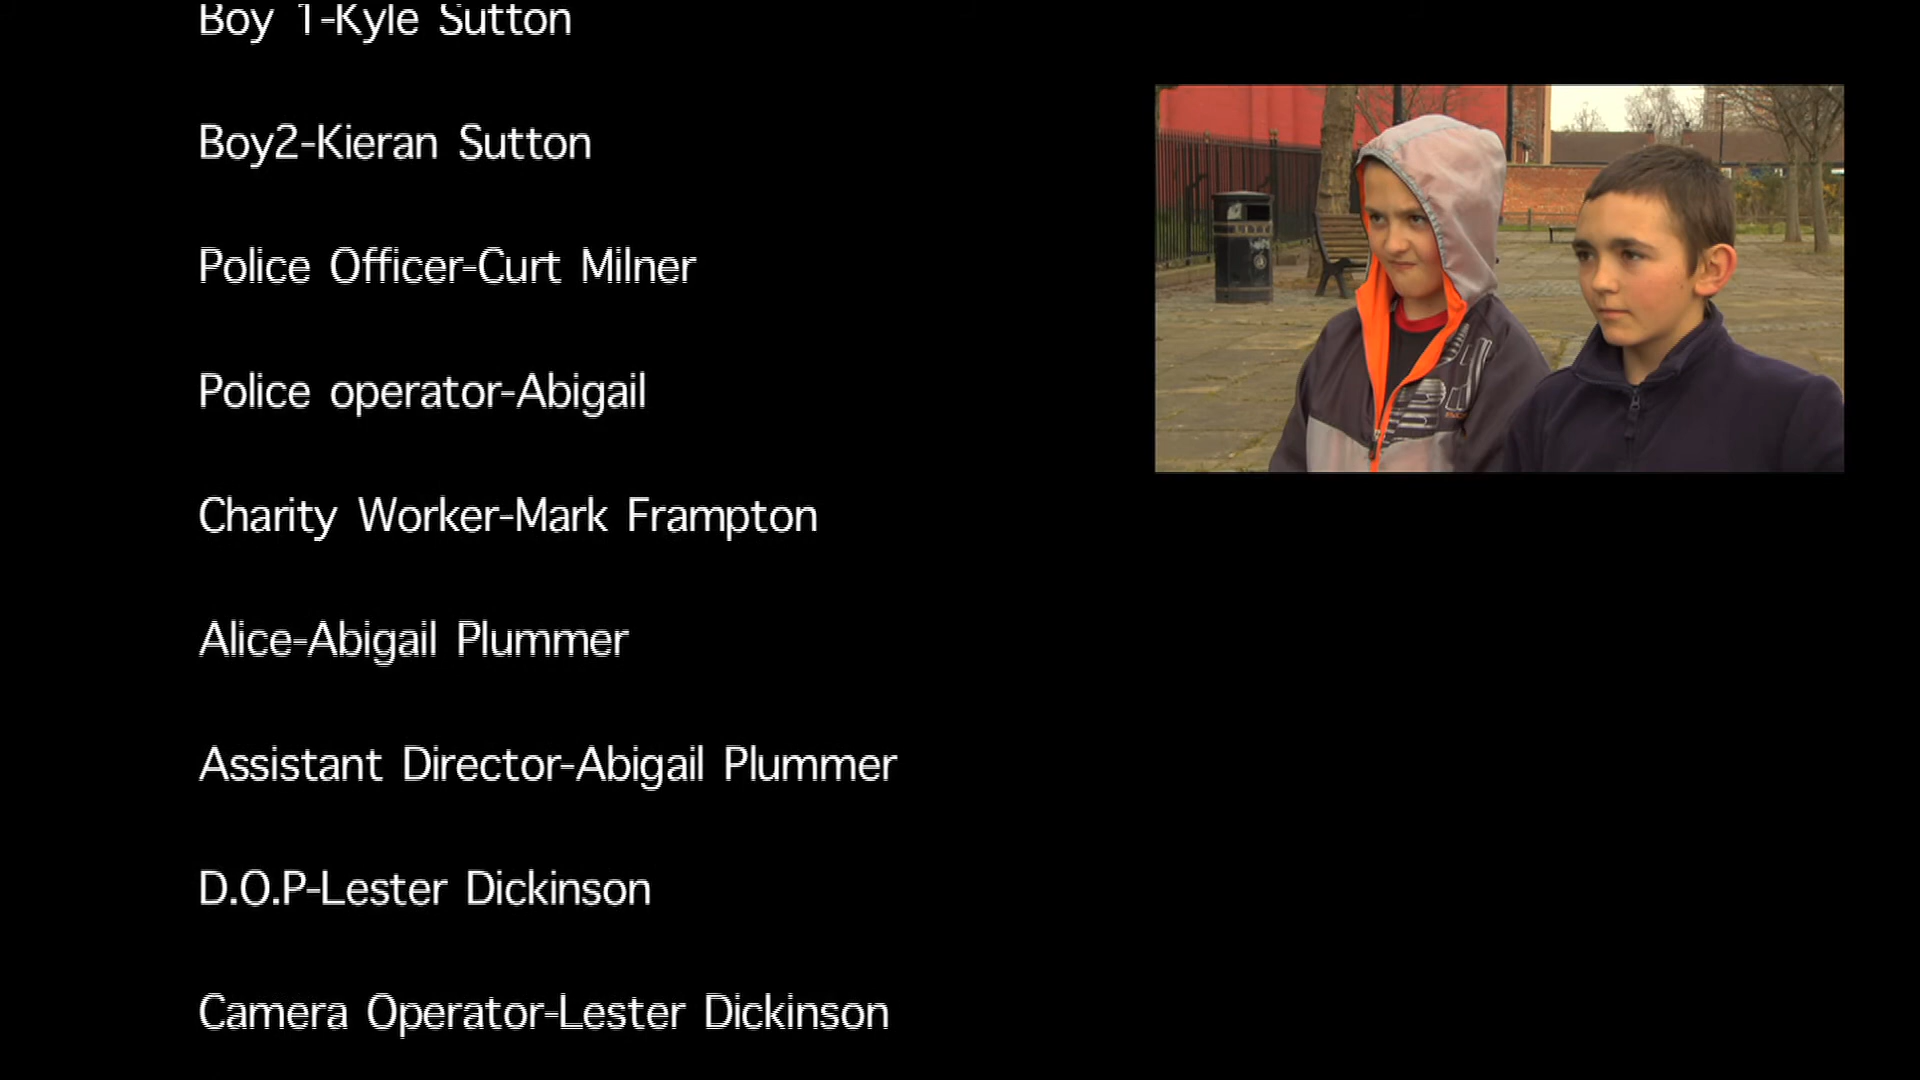 Boy 1-Kyle Sutton
Boy2-Kieran Sutton
Police Officer-Curt Milner
Police operator-Abigail
Charity Worker-Mark Frampton
Alice-Abigail Plummer
Assistant Director-Abigail Plummer
D.O.P-Lester Dickinson
Camera Operator-Lester Dickinson